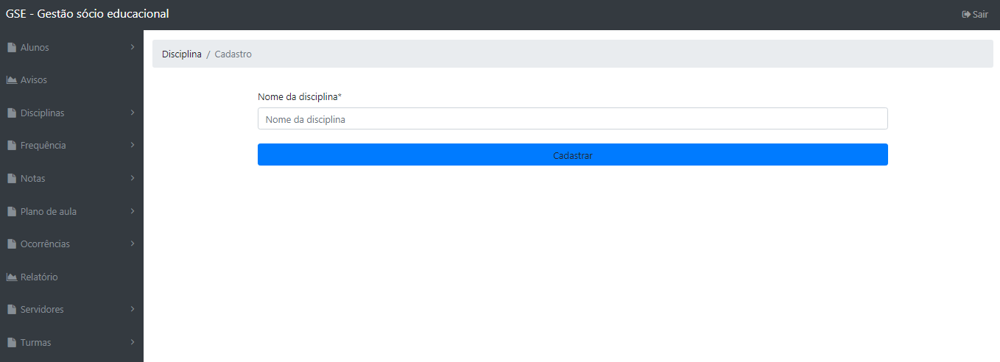 GSE - Gestão sócio educacional
Sair
Alunos
Avisos
Disciplinas
Frequência
Notas
Plano de aula
Ocorrências
Relatório
Servidores
Turmas
Disciplina / Cadastro
Nome da disciplina*
Nome da disciplina
Cadastrar